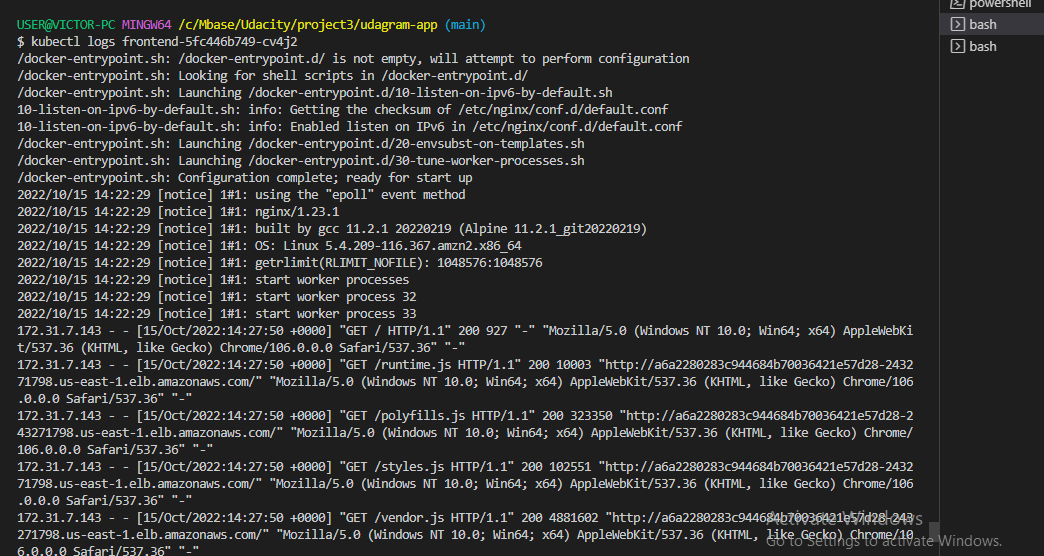 USER@VICTOR-PC MINGW64 /c/Mbase/Udacity/project3/udagram-app (main)
$ kubectl logs frontend-5fc446b749-cv4j2
/docker-entrypoint.sh: /docker-entrypoint.d/ is not empty, will attempt to perform configuration
/docker-entrypoint.sh: Looking for shell scripts in /docker-entrypoint.d/
/docker-entrypoint.sh: Launching /docker-entrypoint.d/10-listen-on-ipv6-by-default.sh
10-listen-on-ipv6-by-default.sh: info: Getting the checksum of /etc/nginx/conf.d/default.conf
10-listen-on-ipv6-by-default.sh: info: Enabled listen on IPv6 in /etc/nginx/conf.d/default.conf
/docker-entrypoint.sh: Launching /docker-entrypoint.d/20-envsubst-on-templates.sh
/docker-entrypoint.sh: Launching /docker-entrypoint.d/30-tune-worker-processes.sh
/docker-entrypoint.sh: Configuration complete; ready for start up
2022/10/15 14:22:29 [notice] 1#1: using the "epoll" event method
2022/10/15 14:22:29 [notice] 1#1: nginx/1.23.1
2022/10/15 14:22:29 [notice] 1#1: built by gcc 11.2.1 20220219 (Alpine 11.2.1_git20220219)
2022/10/15 14:22:29 [notice] 1#1: OS: Linux 5.4.209-116.367.amzn2.x86_64
2022/10/15 14:22:29 [notice] 1#1: getrlimit(RLIMIT_NOFILE): 1048576:1048576
2022/10/15 14:22:29 [notice] 1#1: start worker processes
2022/10/15 14:22:29 [notice] 1#1: start worker process 32
2022/10/15 14:22:29 [notice] 1#1: start worker process 33
172.31.7.143 - - [15/Oct/2022:14:27:50 +0000] "GET / HTTP/1.1" 200 927 "-" "Mozilla/5.0 (Windows NT 10.0; Win64; x64) AppleWebKi
t/537.36 (KHTML, like Gecko) Chrome/106.0.0.0 Safari/537.36" "-"
172.31.7.143 - - [15/Oct/2022:14:27:50 +0000] "GET /runtime.js HTTP/1.1" 200 10003 "http://a6a2280283c944684b70036421e57d28-2432
71798.us-east-1.elb.amazonaws.com/" "Mozilla/5.0 (Windows NT 10.0; Win64; x64) AppleWebKit/537.36 (KHTML, like Gecko) Chrome/106
.0.0.0 Safari/537.36" "-"
172.31.7.143 - - [15/Oct/2022:14:27:50 +0000] "GET /polyfills.js HTTP/1.1" 200 323350 "http://a6a2280283c944684b70036421e57d28-2
43271798.us-east-1.elb.amazonaws.com/" "Mozilla/5.0 (Windows NT 10.0; Win64; x64) AppleWebKit/537.36 (KHTML, like Gecko) Chrome/
106.0.0.0 Safari/537.36" "-"
172.31.7.143 - - [15/Oct/2022:14:27:50 +0000] "GET /styles.js HTTP/1.1" 200 102551 "http://a6a2280283c944684b70036421e57d28-2432
71798.us-east-1.elb.amazonaws.com/" "Mozilla/5.0 (Windows NT 10.0; Win64; x64) AppleWebKit/537.36 (KHTML, like Gecko) Chrome/106
.0.0.0 Safari/537.36" "-"
172.31.7.143 - - [15/Oct/2022:14:27:50 +0000] "GET /vendor.js HTTP/1.1" 200 4881602 "http://a6a2280283c944684b70036421e57d28-243
271798.us-east-1.elb.amazonaws.com/" "Mozilla/5.0 (Windows NT 10.0; Win64; x64) AppleWebKit/537.36 (KHTML, like Gecko) Chrome/10
6.0.0.0 Safari/537.36" "-"
powershell
bash
bash
Activate Windows
Go to Settings to activate Windows.